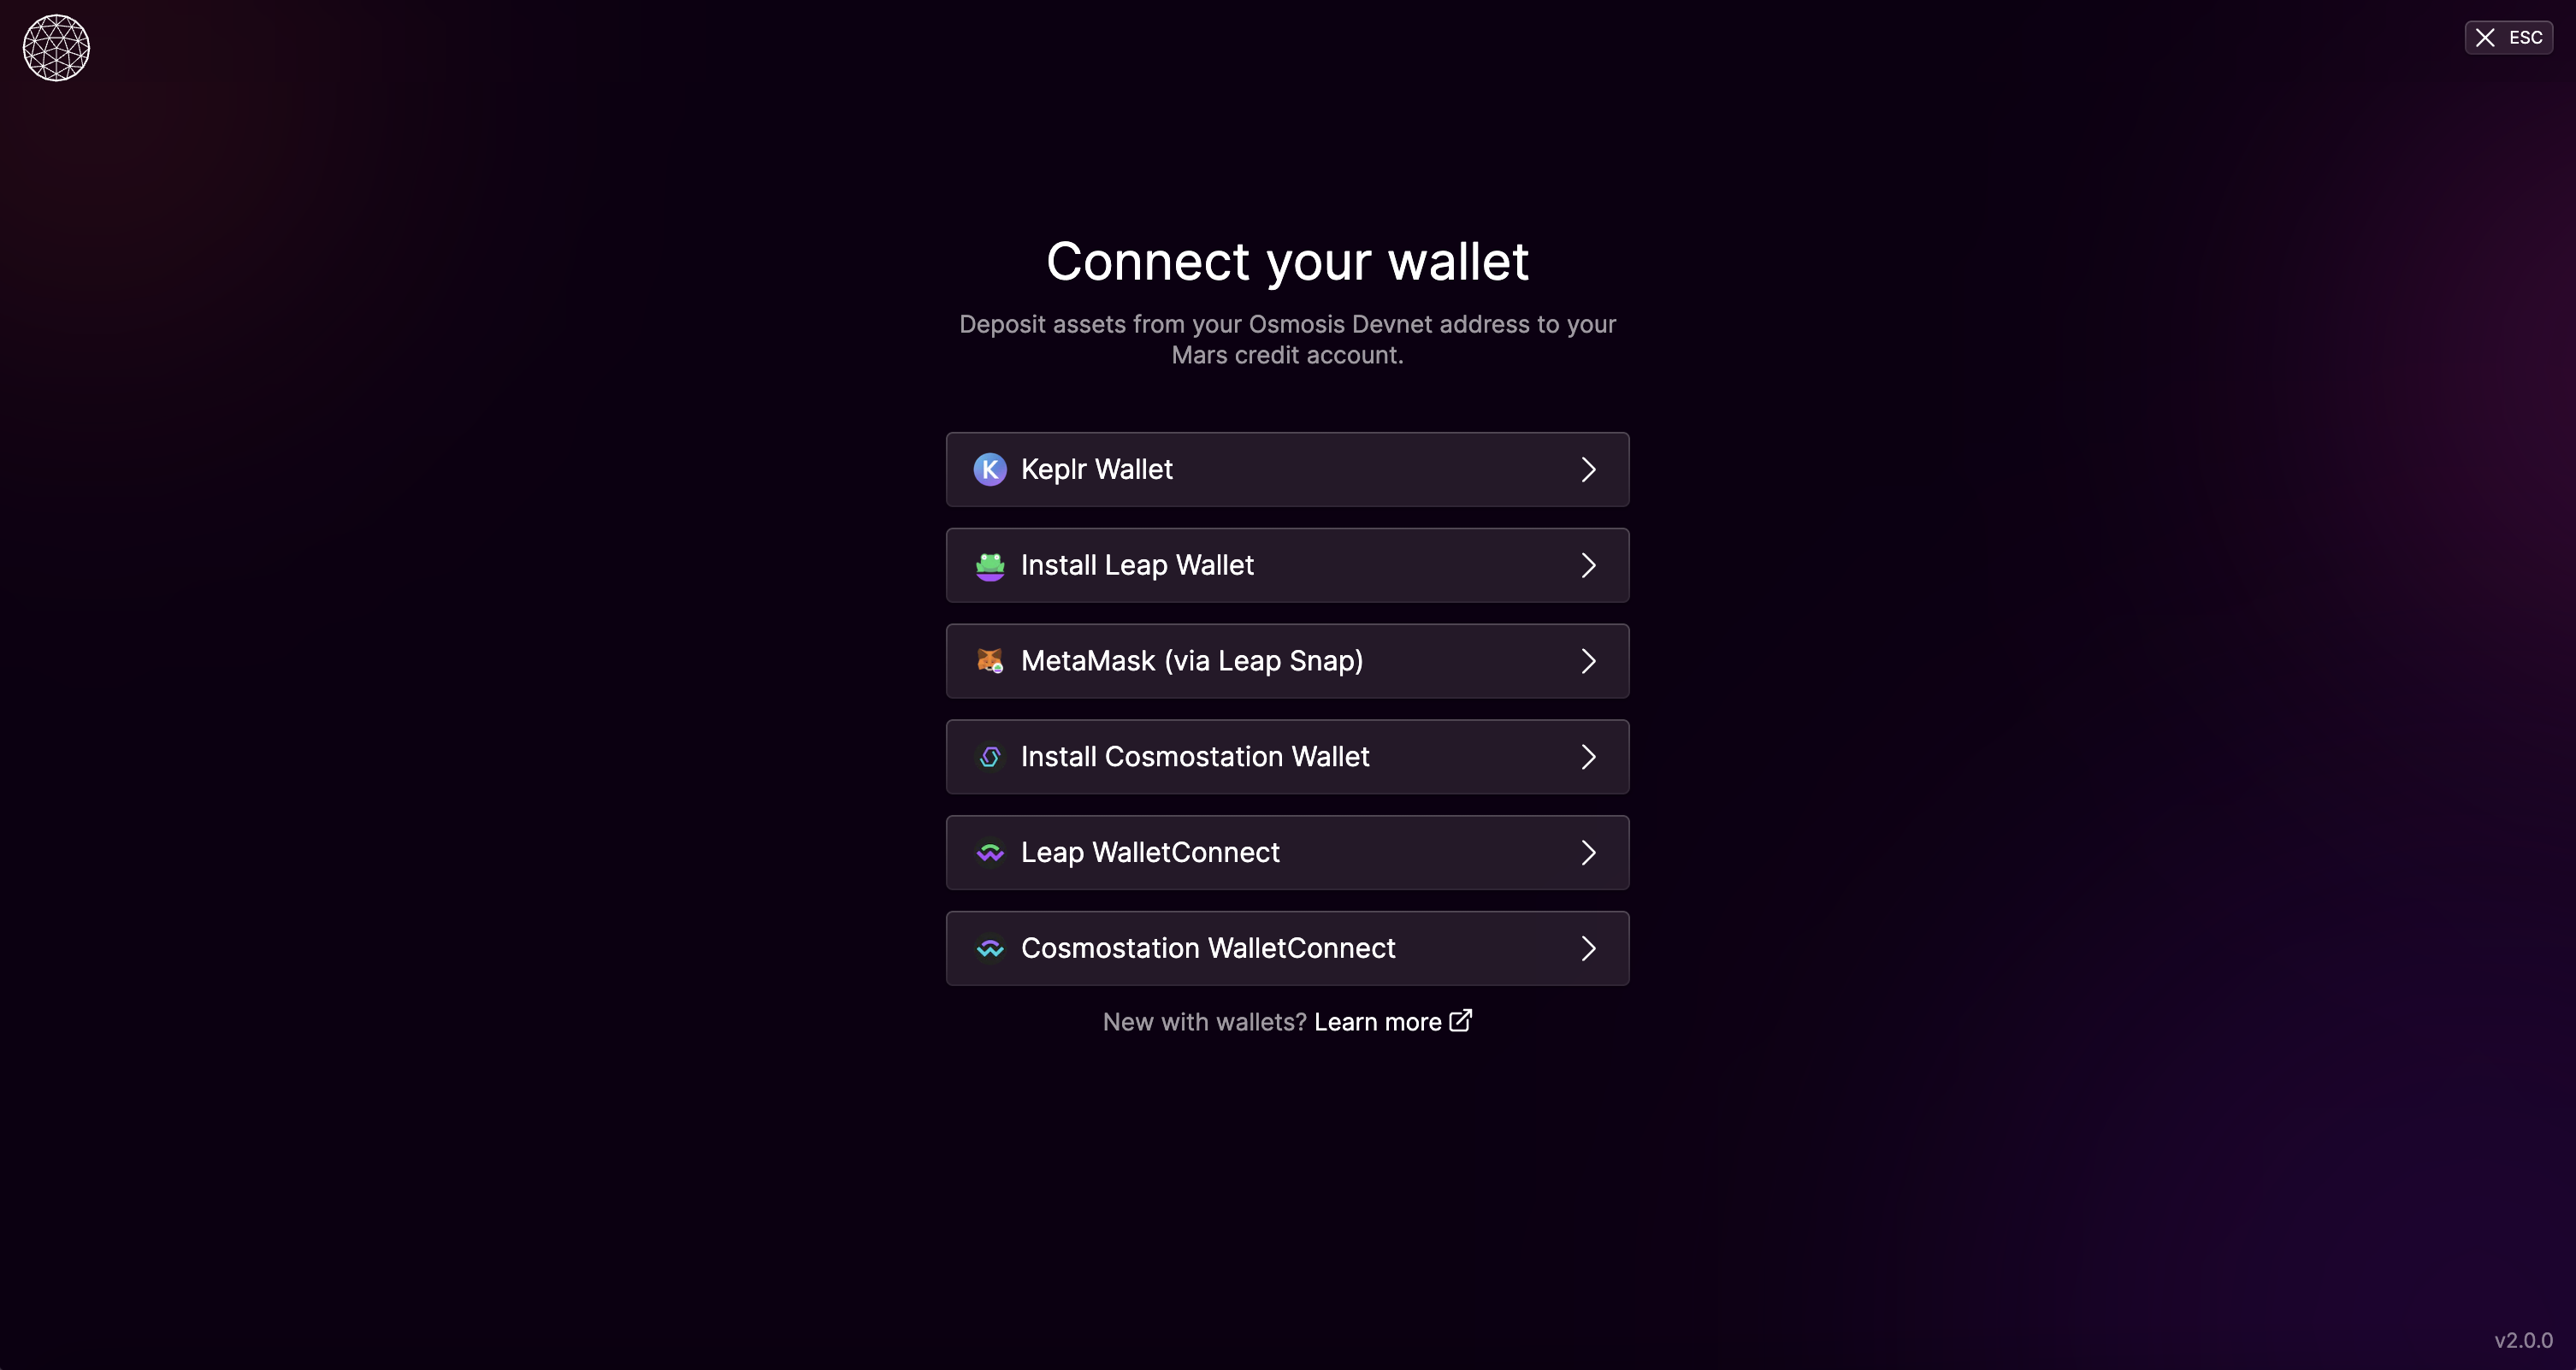 ESC
Connect your wallet
Deposit assets from your Osmosis Devnet address to your
Mars credit account.
K Keplr Wallet
Install Leap Wallet
MetaMask (via Leap Snap)
Install Cosmostation Wallet
Leap WalletConnect
Cosmostation WalletConnect
New with wallets? Learn more
v2.0.0